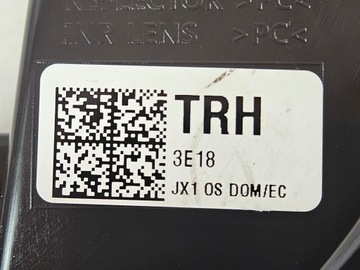 REFLECTOR >PC<
INR LENS >PC<
TRH
3E18
JX1 OS DOM/EC